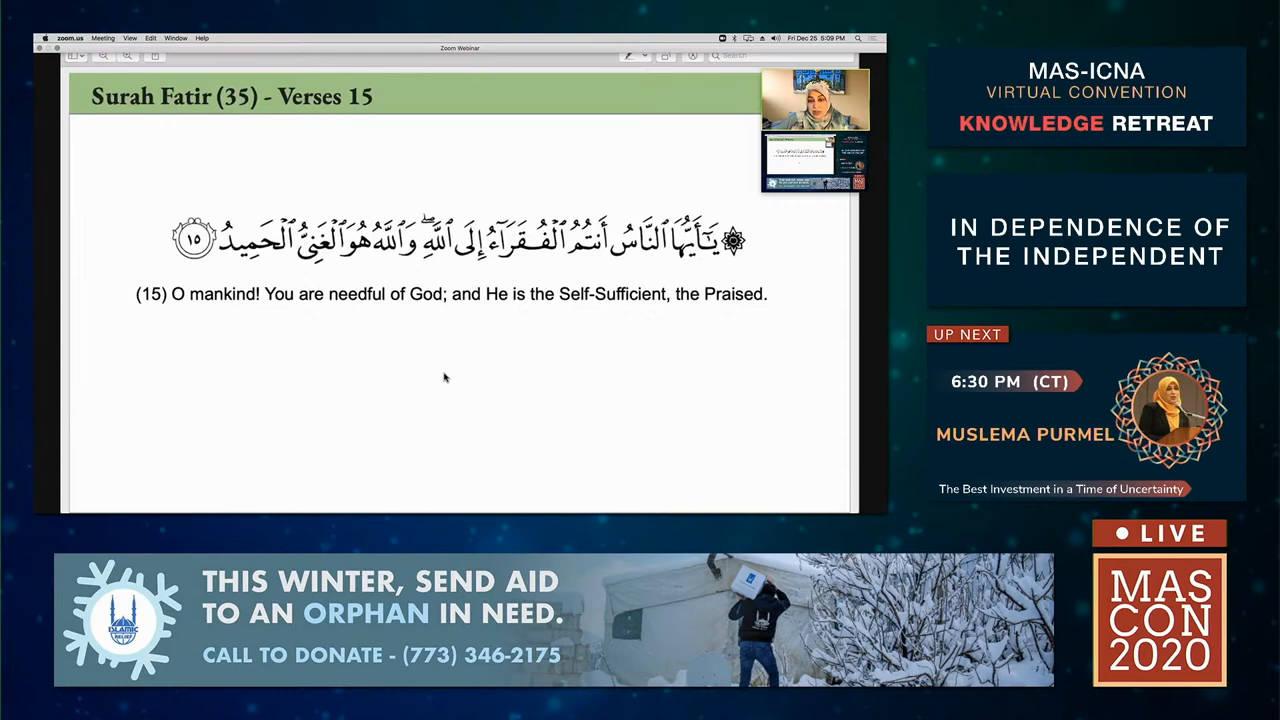 zoom.us Meeting View Edit Window Help
Fri Dec 25 5:09 PM
Zoom Webinar
Search
Surah Fatir (35) - Verses 15
۞ يَـٰٓأَيُّهَا ٱلنَّاسُ أَنتُمُ ٱلْفُقَرَآءُ إِلَى ٱللَّهِ ۖ وَٱللَّهُ هُوَ ٱلْغَنِىُّ ٱلْحَمِيدُ ١٥
(15) O mankind! You are needful of God; and He is the Self-Sufficient, the Praised.
MAS-ICNA
VIRTUAL CONVENTION
KNOWLEDGE RETREAT
IN DEPENDENCE OF
THE INDEPENDENT
UP NEXT
6:30 PM (CT)
MUSLEMA PURMEL
The Best Investment in a Time of Uncertainty
LIVE
MAS
CON
2020
THIS WINTER, SEND AID
TO AN ORPHAN IN NEED.
CALL TO DONATE - (773) 346-2175
ISLAMIC
RELIEF